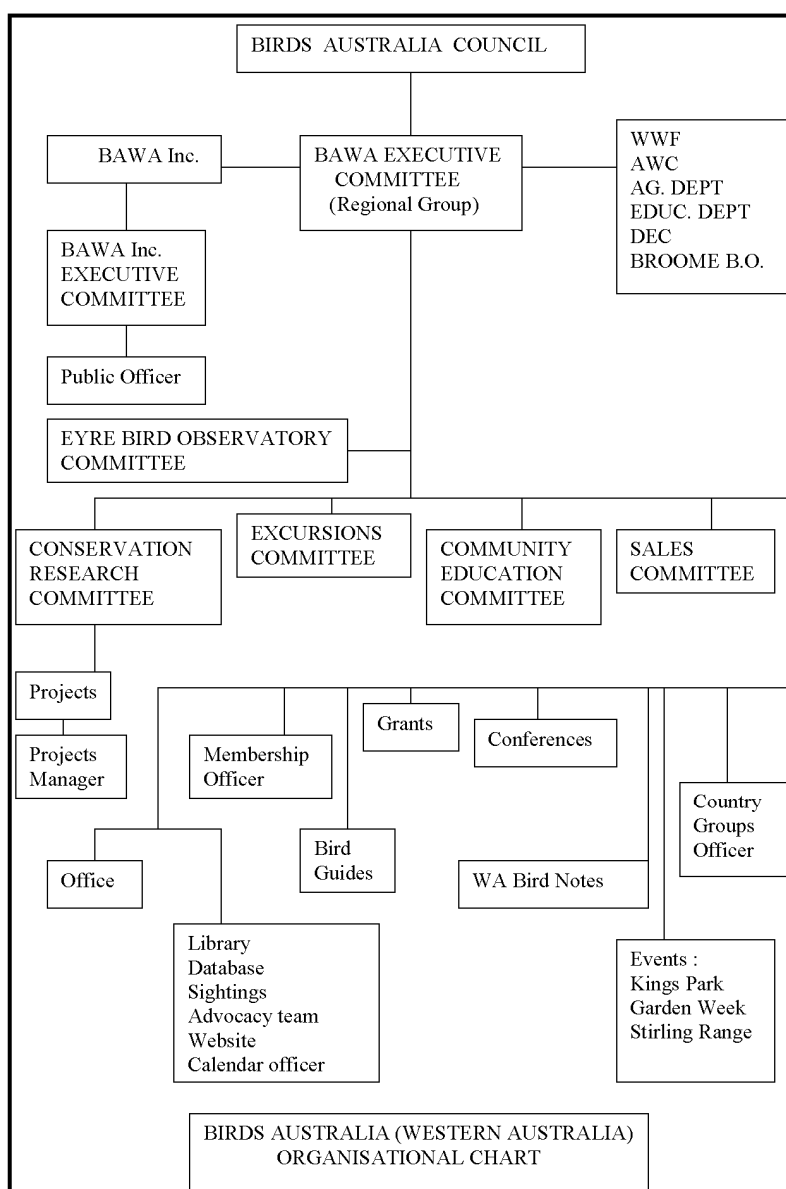 BIRDS AUSTRALIA COUNCIL
BAWA Inc.
BAWA EXECUTIVE
COMMITTEE
(Regional Group)
WWF
AWC
AG. DEPT
EDUC. DEPT
DEC
BROOME B.O.
BAWA Inc.
EXECUTIVE
COMMITTEE
Public Officer
EYRE BIRD OBSERVATORY
COMMITTEE
CONSERVATION
RESEARCH
COMMITTEE
EXCURSIONS
COMMITTEE
COMMUNITY
EDUCATION
COMMITTEE
SALES
COMMITTEE
Projects
Projects
Manager
Membership
Officer
Grants
Conferences
Country
Groups
Officer
Office
Bird
Guides
WA Bird Notes
Library
Database
Sightings
Advocacy team
Website
Calendar officer
Events :
Kings Park
Garden Week
Stirling Range
BIRDS AUSTRALIA (WESTERN AUSTRALIA)
ORGANISATIONAL CHART